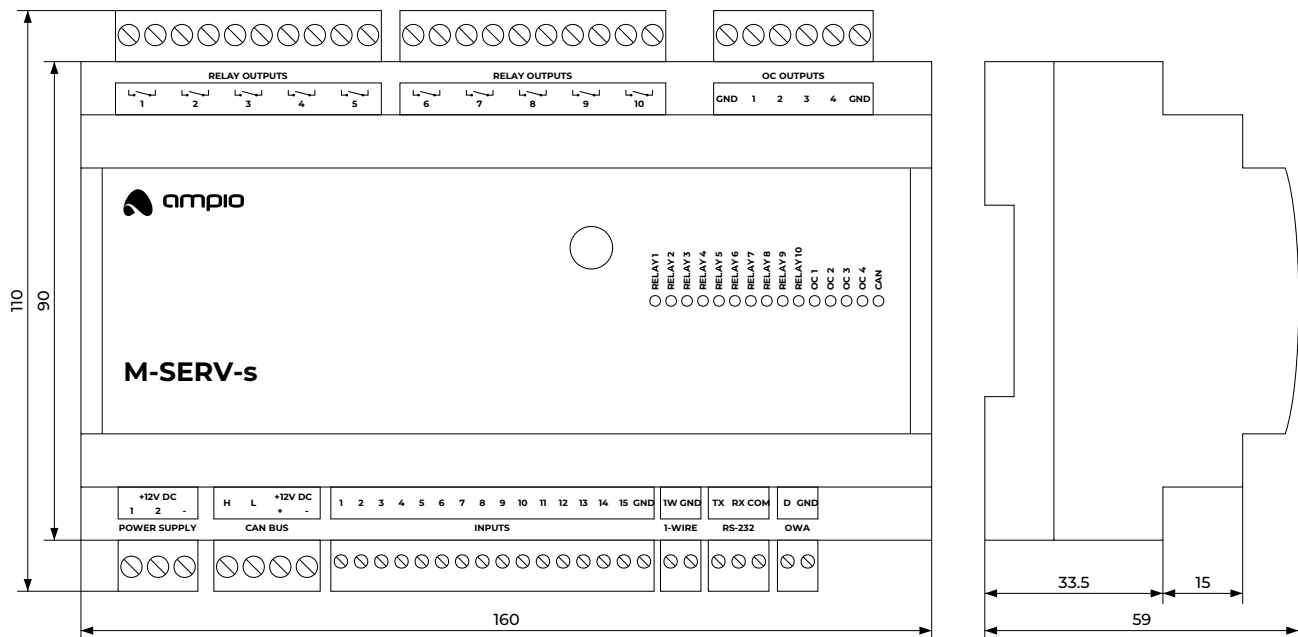 RELAY OUTPUTS
1 2 3 4 5
RELAY OUTPUTS
6 7 8 9 10
OC OUTPUTS
GND 1 2 3 4 GND
ampio
RELAY 1
RELAY 2
RELAY 3
RELAY 4
RELAY 5
RELAY 6
RELAY 7
RELAY 8
RELAY 9
RELAY 10
OC 1
OC 2
OC 3
OC 4
CAN
110
90
M-SERV-s
+12V DC
1 2 -
POWER SUPPLY
H L +12V DC
+ -
CAN BUS
1 2 3 4 5 6 7 8 9 10 11 12 13 14 15 GND
INPUTS
1W GND
1-WIRE
TX RX COM
RS-232
D GND
OWA
160
33.5
15
59